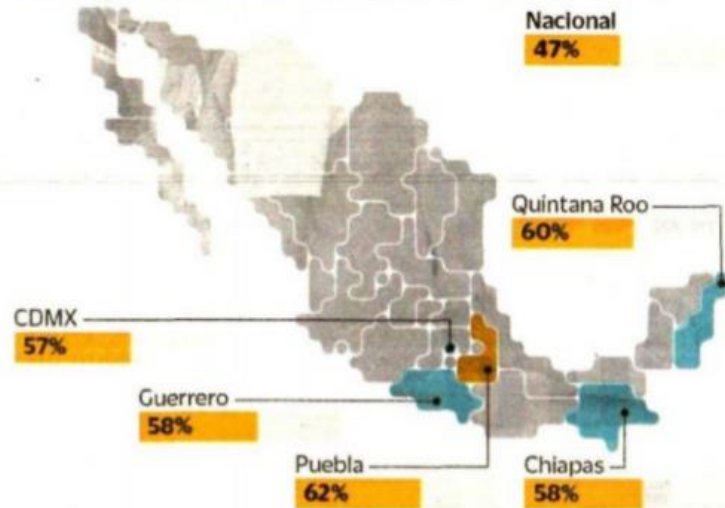 Nacional
47%
Quintana Roo
60%
CDMX
57%
Guerrero
58%
Puebla
62%
Chiapas
58%